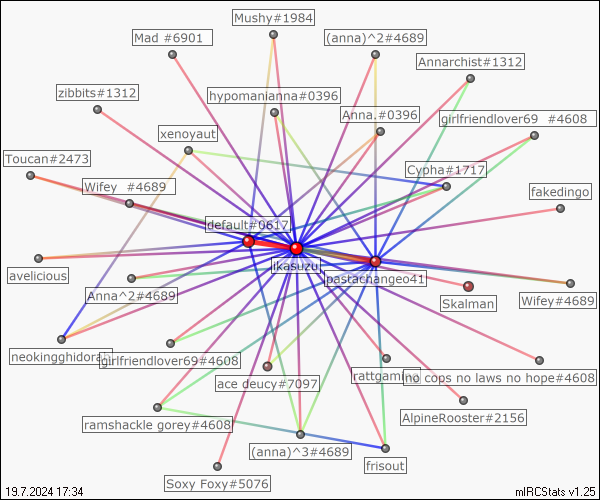 Mushy#1984
Mad #6901
(anna)^2#4689
Annarchist#1312
zibbits#1312
hypomanianna#0396
Anna.#0396
girlfriendlover69 #4608
xenoyaut
Toucan#2473
Cypha#1717
Wifey #4689
fakedingo
default#0617
ikasuzu
avelicious
pastachangeo41
Anna^2#4689
Skalman
Wifey#4689
neokingghidorah
girlfriendlover69#4608
rattgaming
ace deucy#7097
no cops no laws no hope#4608
ramshackle gorey#4608
AlpineRooster#2156
(anna)^3#4689
frisout
Soxy Foxy#5076
19.7.2024 17:34
mIRCStats v1.25